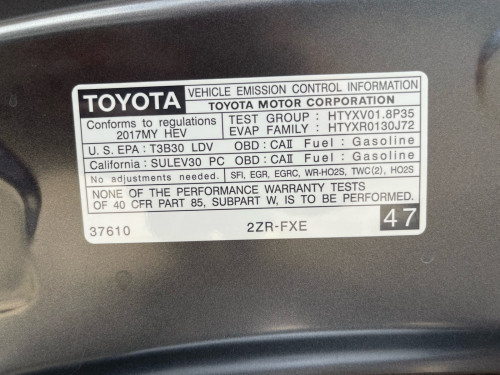 TOYOTA
VEHICLE EMISSION CONTROL INFORMATION
TOYOTA MOTOR CORPORATION
Conforms to regulations
2017MY HEV
TEST GROUP : HTYXV01.8P35
EVAP FAMILY : HTYXR0130J72
U.S. EPA : T3B30 LDV OBD : CAII Fuel : Gasoline
California : SULEV30 PC OBD : CAII Fuel : Gasoline
No adjustments needed. SFI, EGR, EGRC, WR-HO2S, TWC(2), HO2S
NONE OF THE PERFORMANCE WARRANTY TESTS
OF 40 CFR PART 85, SUBPART W, IS TO BE CONDUCTED.
37610 2ZR-FXE 47